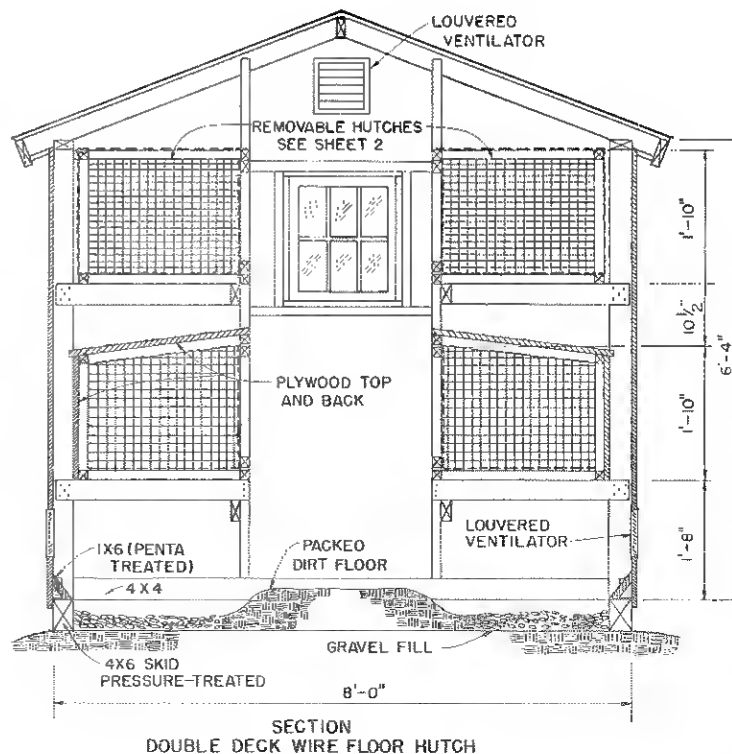 LOUVERED
VENTILATOR
REMOVABLE HUTCHES
SEE SHEET 2
1'-10"
10 1/2"
6'-4"
PLYWOOD TOP
AND BACK
1'-10"
LOUVERED
VENTILATOR
1X6 (PENTA
TREATED)
PACKED
DIRT FLOOR
1'-8"
4X4
GRAVEL FILL
4X6 SKID
PRESSURE-TREATED
8'-0"
SECTION
DOUBLE DECK WIRE FLOOR HUTCH